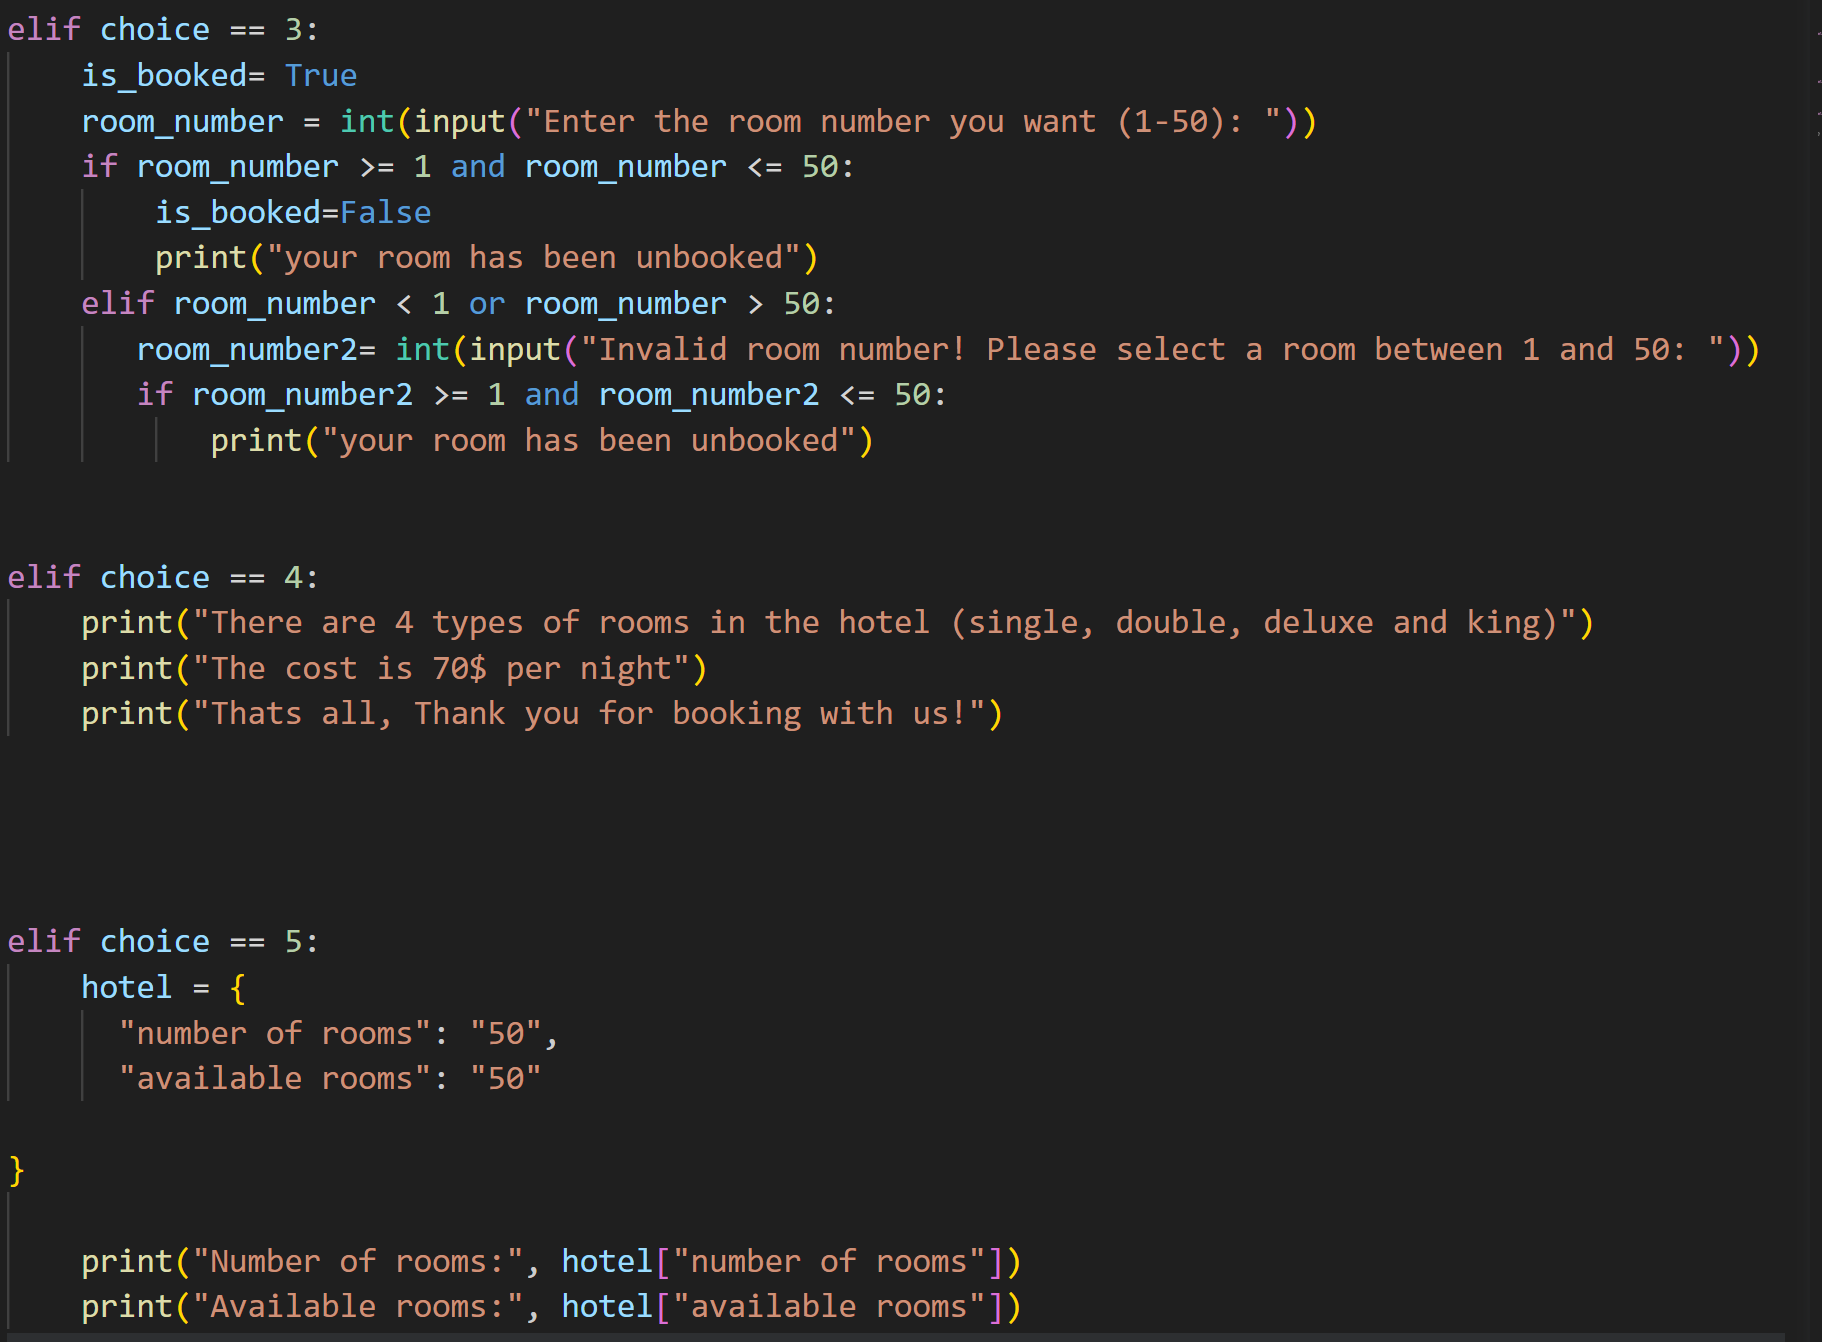 elif choice == 3:
    is_booked= True
    room_number = int(input("Enter the room number you want (1-50): "))
    if room_number >= 1 and room_number <= 50:
        is_booked=False
        print("your room has been unbooked")
    elif room_number < 1 or room_number > 50:
       room_number2= int(input("Invalid room number! Please select a room between 1 and 50: "))
       if room_number2 >= 1 and room_number2 <= 50:
           print("your room has been unbooked")
elif choice == 4:
    print("There are 4 types of rooms in the hotel (single, double, deluxe and king)")
    print("The cost is 70$ per night")
    print("Thats all, Thank you for booking with us!")
elif choice == 5:
    hotel = {
      "number of rooms": "50",
      "available rooms": "50"
}
    print("Number of rooms:", hotel["number of rooms"])
    print("Available rooms:", hotel["available rooms"])